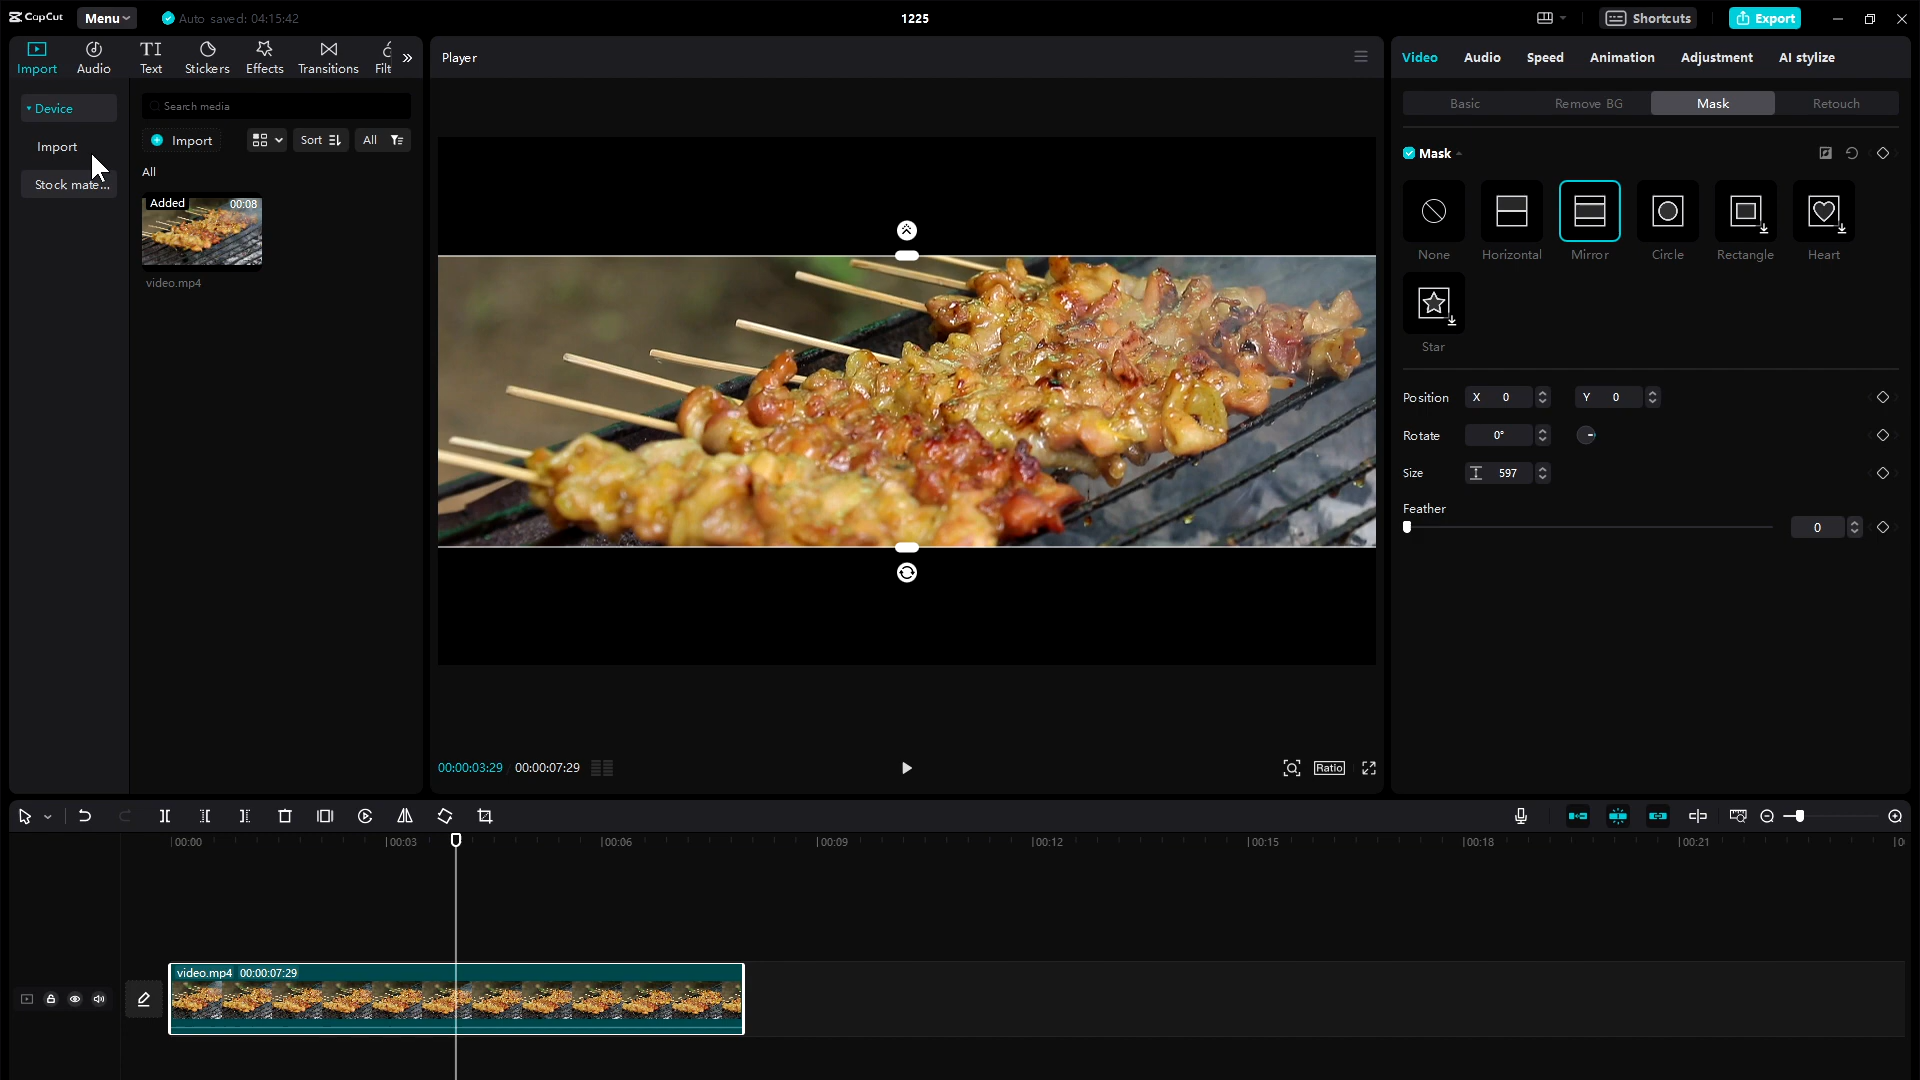 CapCut
Menu
Auto saved: 04:15:42
1225
Shortcuts
Export
Import
Audio
Text
Stickers
Effects
Transitions
Filt
Player
Video
Audio
Speed
Animation
Adjustment
AI stylize
Device
Import
Stock mate...
Search media
Import
Sort
All
All
Added
00:08
video.mp4
Basic
Remove BG
Mask
Retouch
Mask
None
Horizontal
Mirror
Circle
Rectangle
Heart
Star
Position
X 0
Y 0
Rotate
0°
Size
597
Feather
0
00:00:03:29
00:00:07:29
Ratio
00:00
00:03
00:06
00:09
00:12
00:15
00:18
00:21
video.mp4 00:00:07:29